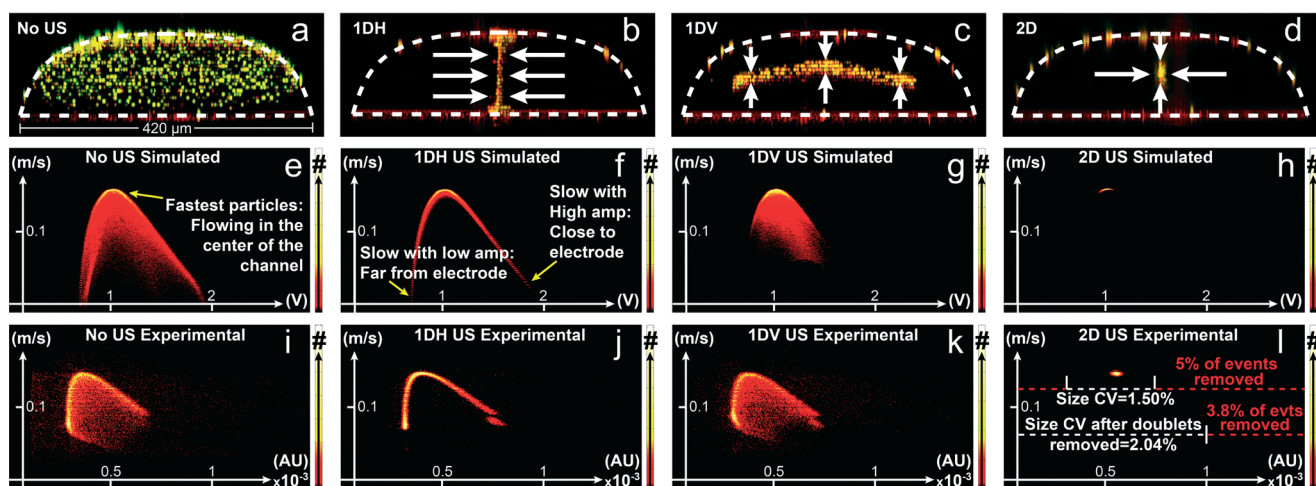 No US a
420 µm
1DH b
1DV c
2D d
(m/s) No US Simulated e #
Fastest particles:
Flowing in the
center of the
channel
0.1
1 2 (V)
(m/s) 1DH US Simulated f #
Slow with
High amp:
Close to
electrode
0.1
Slow with low amp:
Far from electrode
1 2 (V)
(m/s) 1DV US Simulated g #
0.1
1 2 (V)
(m/s) 2D US Simulated h #
0.1
1 2 (V)
(m/s) No US Experimental i #
0.1
(AU)
0.5 1 ×10-3
(m/s) 1DH US Experimental j #
0.1
(AU)
0.5 1 ×10-3
(m/s) 1DV US Experimental k #
0.1
(AU)
0.5 1 ×10-3
(m/s) 2D US Experimental l #
5% of events
removed
Size CV=1.50%
0.1
3.8% of evts
removed
Size CV after doublets
removed=2.04%
(AU)
0.5 1 ×10-3